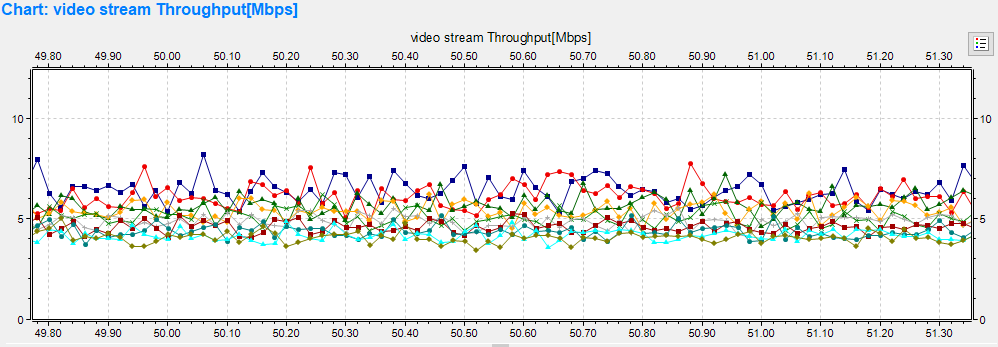 Chart: video stream Throughput[Mbps]
video stream Throughput[Mbps]
49.80 49.90 50.00 50.10 50.20 50.30 50.40 50.50 50.60 50.70 50.80 50.90 51.00 51.10 51.20 51.30
10 10
5 5
0 0
49.80 49.90 50.00 50.10 50.20 50.30 50.40 50.50 50.60 50.70 50.80 50.90 51.00 51.10 51.20 51.30